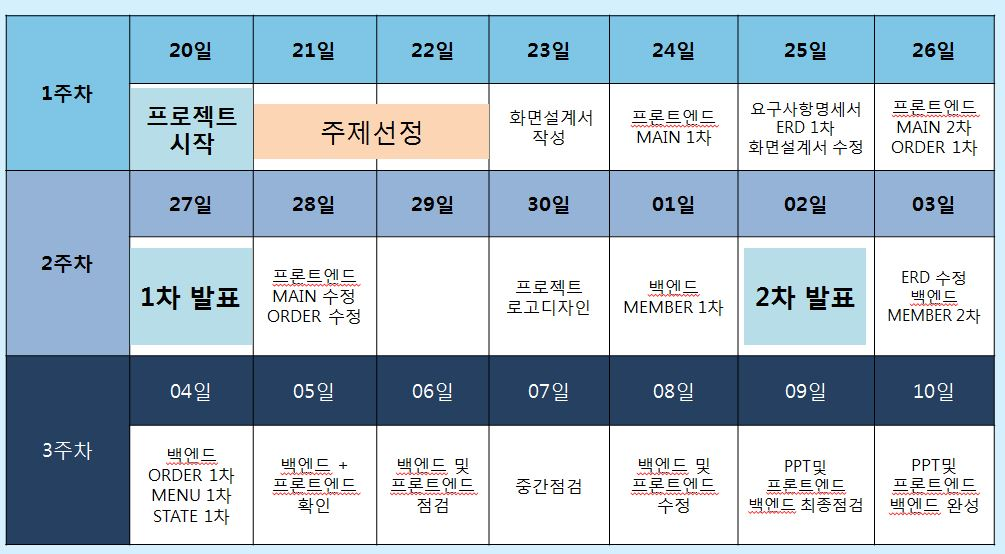 20일 21일 22일 23일 24일 25일 26일
1주차
프로젝트
시작
주제선정
화면설계서
작성
프론트엔드
MAIN 1차
요구사항명세서
ERD 1차
화면설계서 수정
프론트엔드
MAIN 2차
ORDER 1차
27일 28일 29일 30일 01일 02일 03일
2주차
1차 발표
프론트엔드
MAIN 수정
ORDER 수정
프로젝트
로고디자인
백엔드
MEMBER 1차
2차 발표
ERD 수정
백엔드
MEMBER 2차
04일 05일 06일 07일 08일 09일 10일
3주차
백엔드
ORDER 1차
MENU 1차
STATE 1차
백엔드 +
프론트엔드
확인
백엔드 및
프론트엔드
점검
중간점검
백엔드 및
프론트엔드
수정
PPT및
프론트엔드
백엔드 최종점검
PPT및
프론트엔드
백엔드 완성